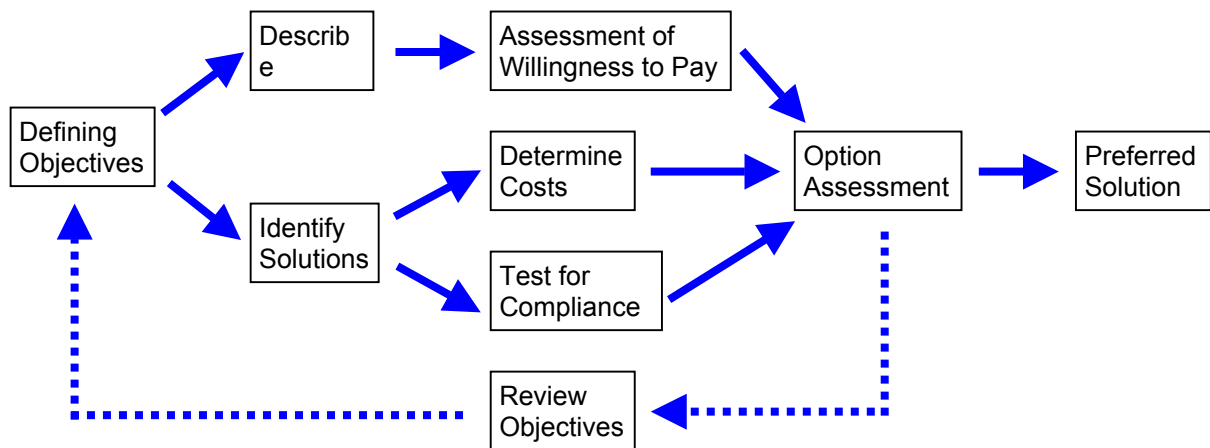 Describ
e
Assessment of
Willingness to Pay
Defining
Objectives
Determine
Costs
Option
Assessment
Preferred
Solution
Identify
Solutions
Test for
Compliance
Review
Objectives